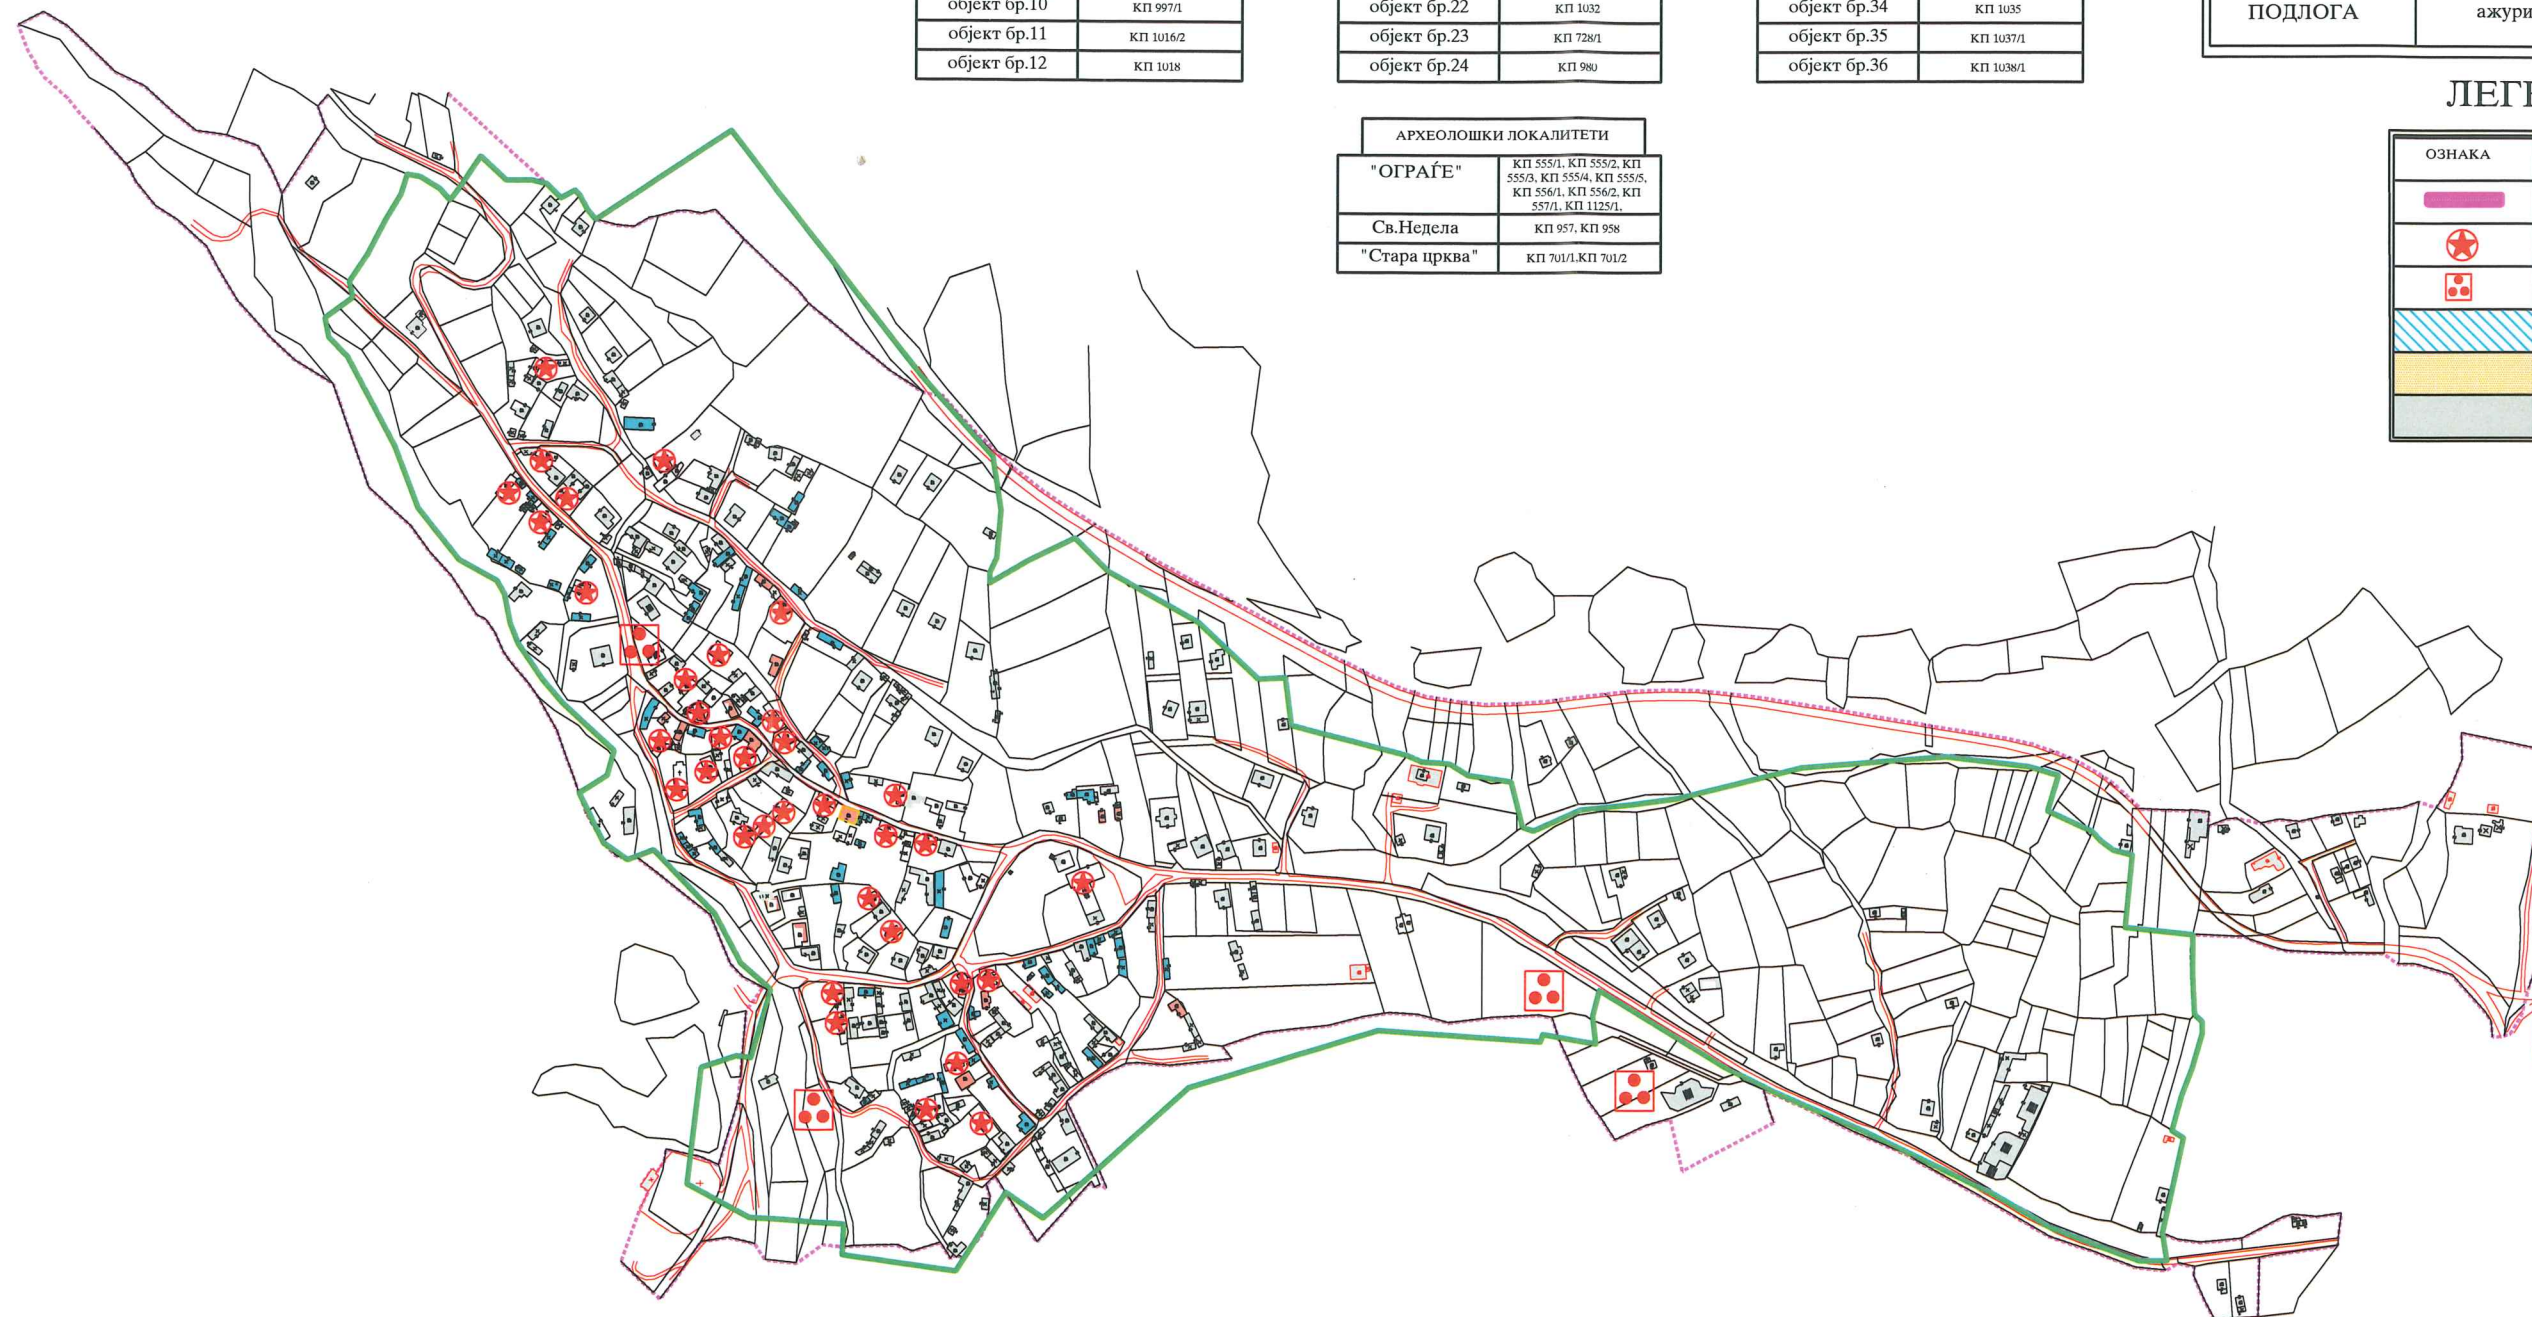 објект бр.10 КП 997/1
објект бр.11 КП 1016/2
објект бр.12 КП 1018
објект бр.22 КП 1032
објект бр.23 КП 728/1
објект бр.24 КП 980
објект бр.34 КП 1035
објект бр.35 КП 1037/1
објект бр.36 КП 1038/1
ПОДЛОГА ажури
АРХЕОЛОШКИ ЛОКАЛИТЕТИ
"ОГРАЃЕ" КП 555/1, КП 555/2, КП
555/3, КП 555/4, КП 555/5,
КП 556/1, КП 556/2, КП
557/1, КП 1125/1,
Св.Недела КП 957, КП 958
"Стара црква" КП 701/1,КП 701/2
ЛЕГЕ
ОЗНАКА